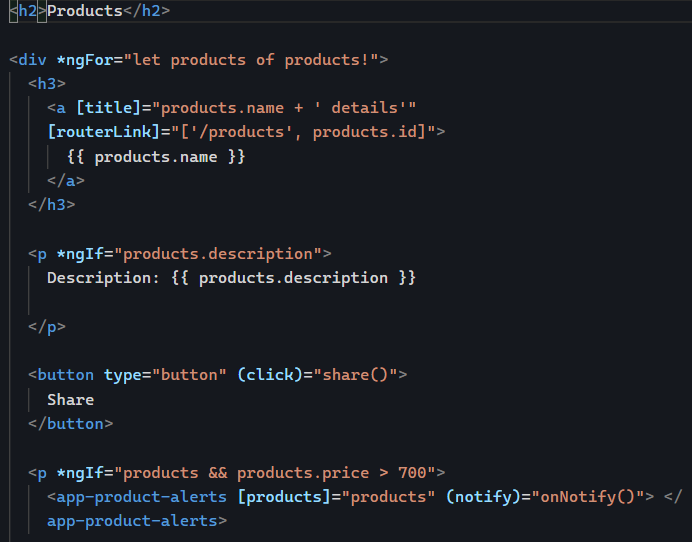 <h2>Products</h2>
<div *ngFor="let products of products!">
<h3>
<a [title]="products.name + ' details'"
[routerLink]="['/products', products.id]">
{{ products.name }}
</a>
</h3>
<p *ngIf="products.description">
Description: {{ products.description }}
</p>
<button type="button" (click)="share()">
Share
</button>
<p *ngIf="products && products.price > 700">
<app-product-alerts [products]="products" (notify)="onNotify()"> </
app-product-alerts>